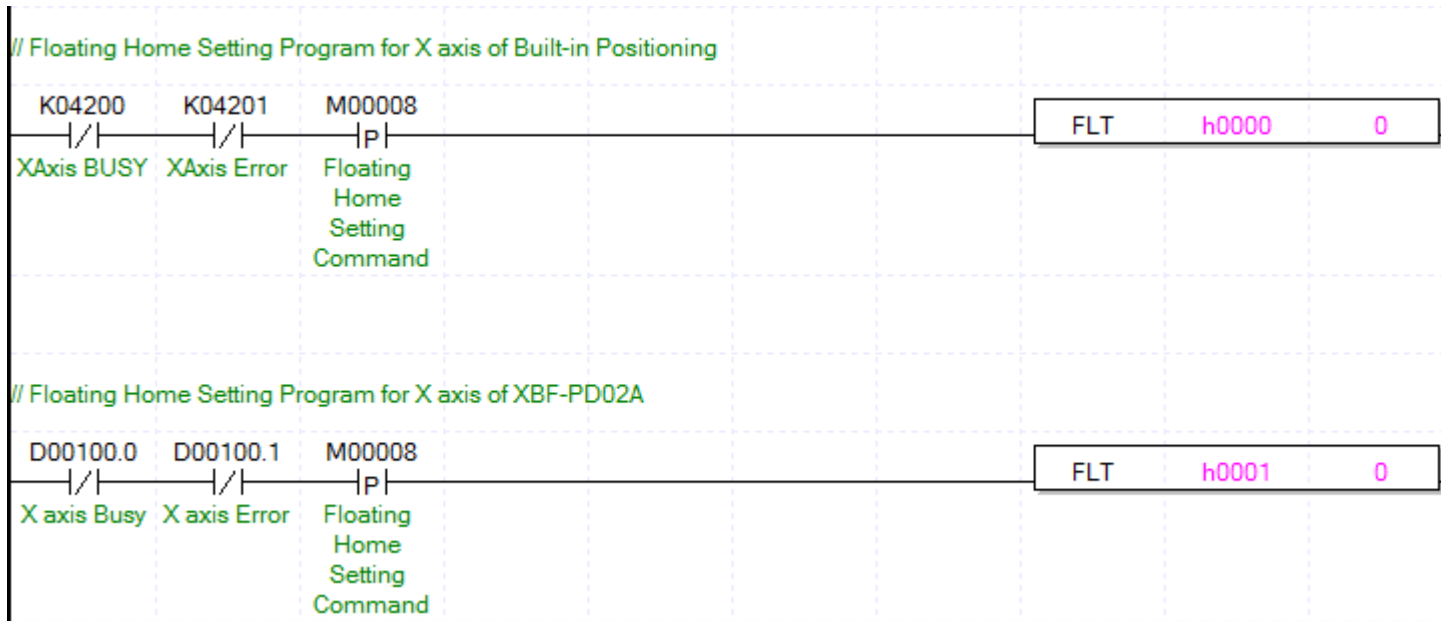 // Floating Home Setting Program for X axis of Built-in Positioning
K04200 K04201 M00008
P
FLT h0000 0
XAxis BUSY XAxis Error Floating
Home
Setting
Command
// Floating Home Setting Program for X axis of XBF-PD02A
D00100.0 D00100.1 M00008
P
FLT h0001 0
X axis Busy X axis Error Floating
Home
Setting
Command